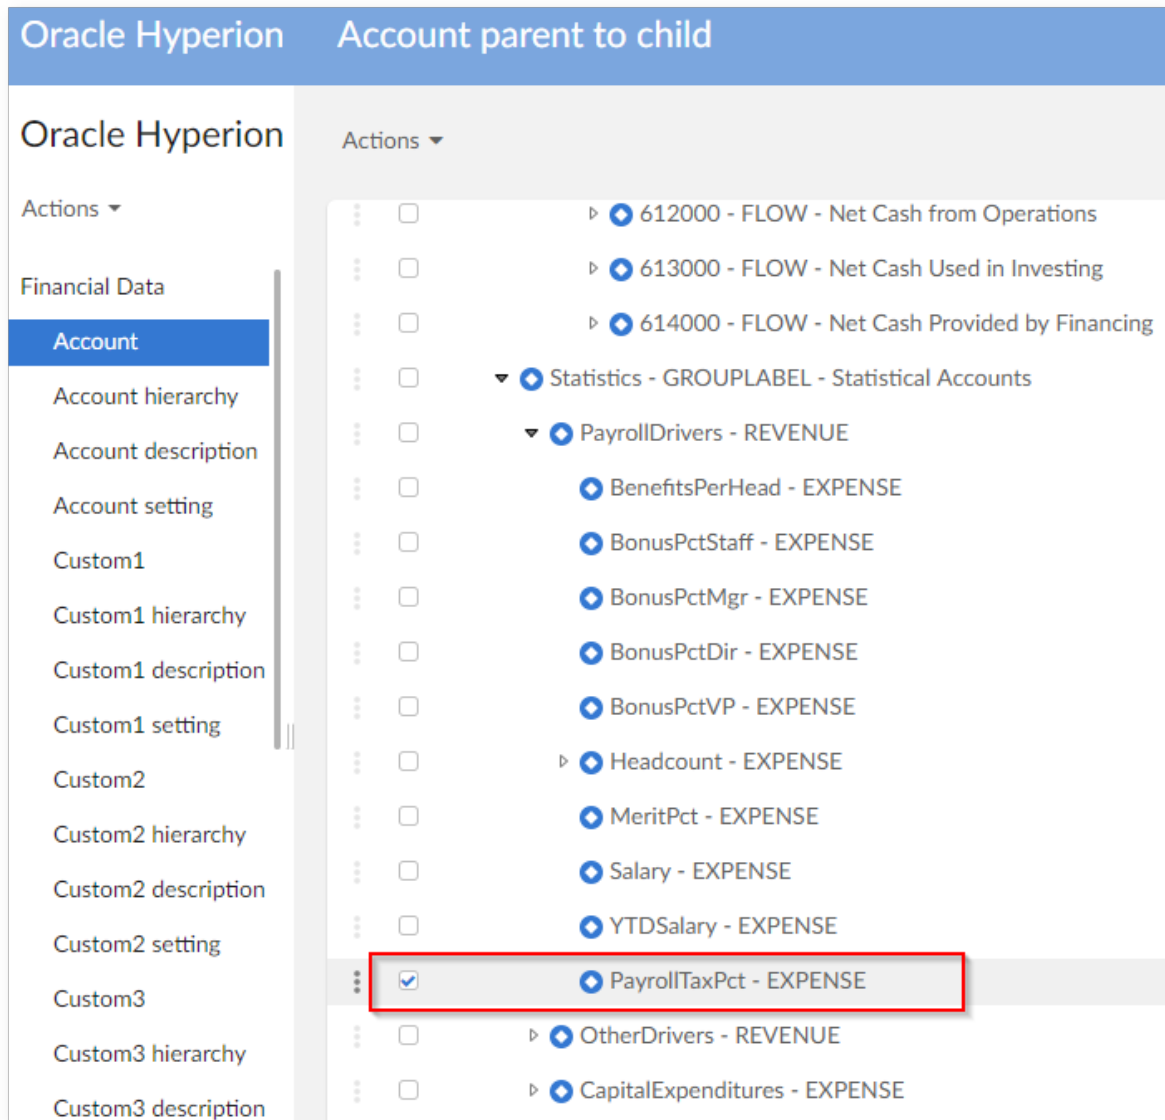 Oracle Hyperion
Account parent to child
Oracle Hyperion
Actions
Financial Data
Account
Account hierarchy
Account description
Account setting
Custom1
Custom1 hierarchy
Custom1 description
Custom1 setting
Custom2
Custom2 hierarchy
Custom2 description
Custom2 setting
Custom3
Custom3 hierarchy
Custom3 description
Actions
612000 - FLOW - Net Cash from Operations
613000 - FLOW - Net Cash Used in Investing
614000 - FLOW - Net Cash Provided by Financing
Statistics - GROUPLABEL - Statistical Accounts
PayrollDrivers - REVENUE
BenefitsPerHead - EXPENSE
BonusPctStaff - EXPENSE
BonusPctMgr - EXPENSE
BonusPctDir - EXPENSE
BonusPctVP - EXPENSE
Headcount - EXPENSE
MeritPct - EXPENSE
Salary - EXPENSE
YTDSalary - EXPENSE
PayrollTaxPct - EXPENSE
OtherDrivers - REVENUE
CapitalExpenditures - EXPENSE